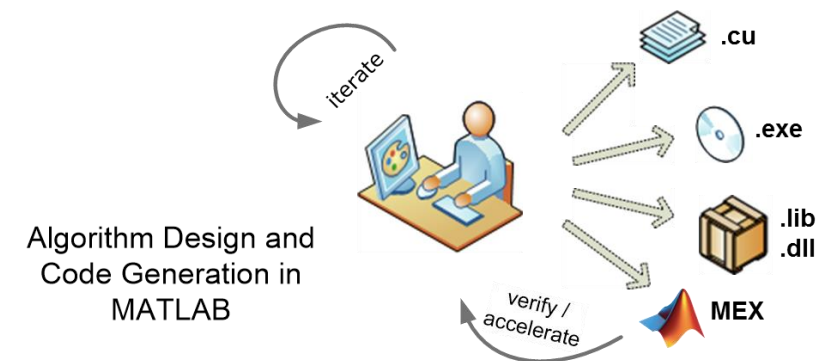 iterate
.cu
.exe
.lib
.dll
MEX
verify /
accelerate
Algorithm Design and
Code Generation in
MATLAB